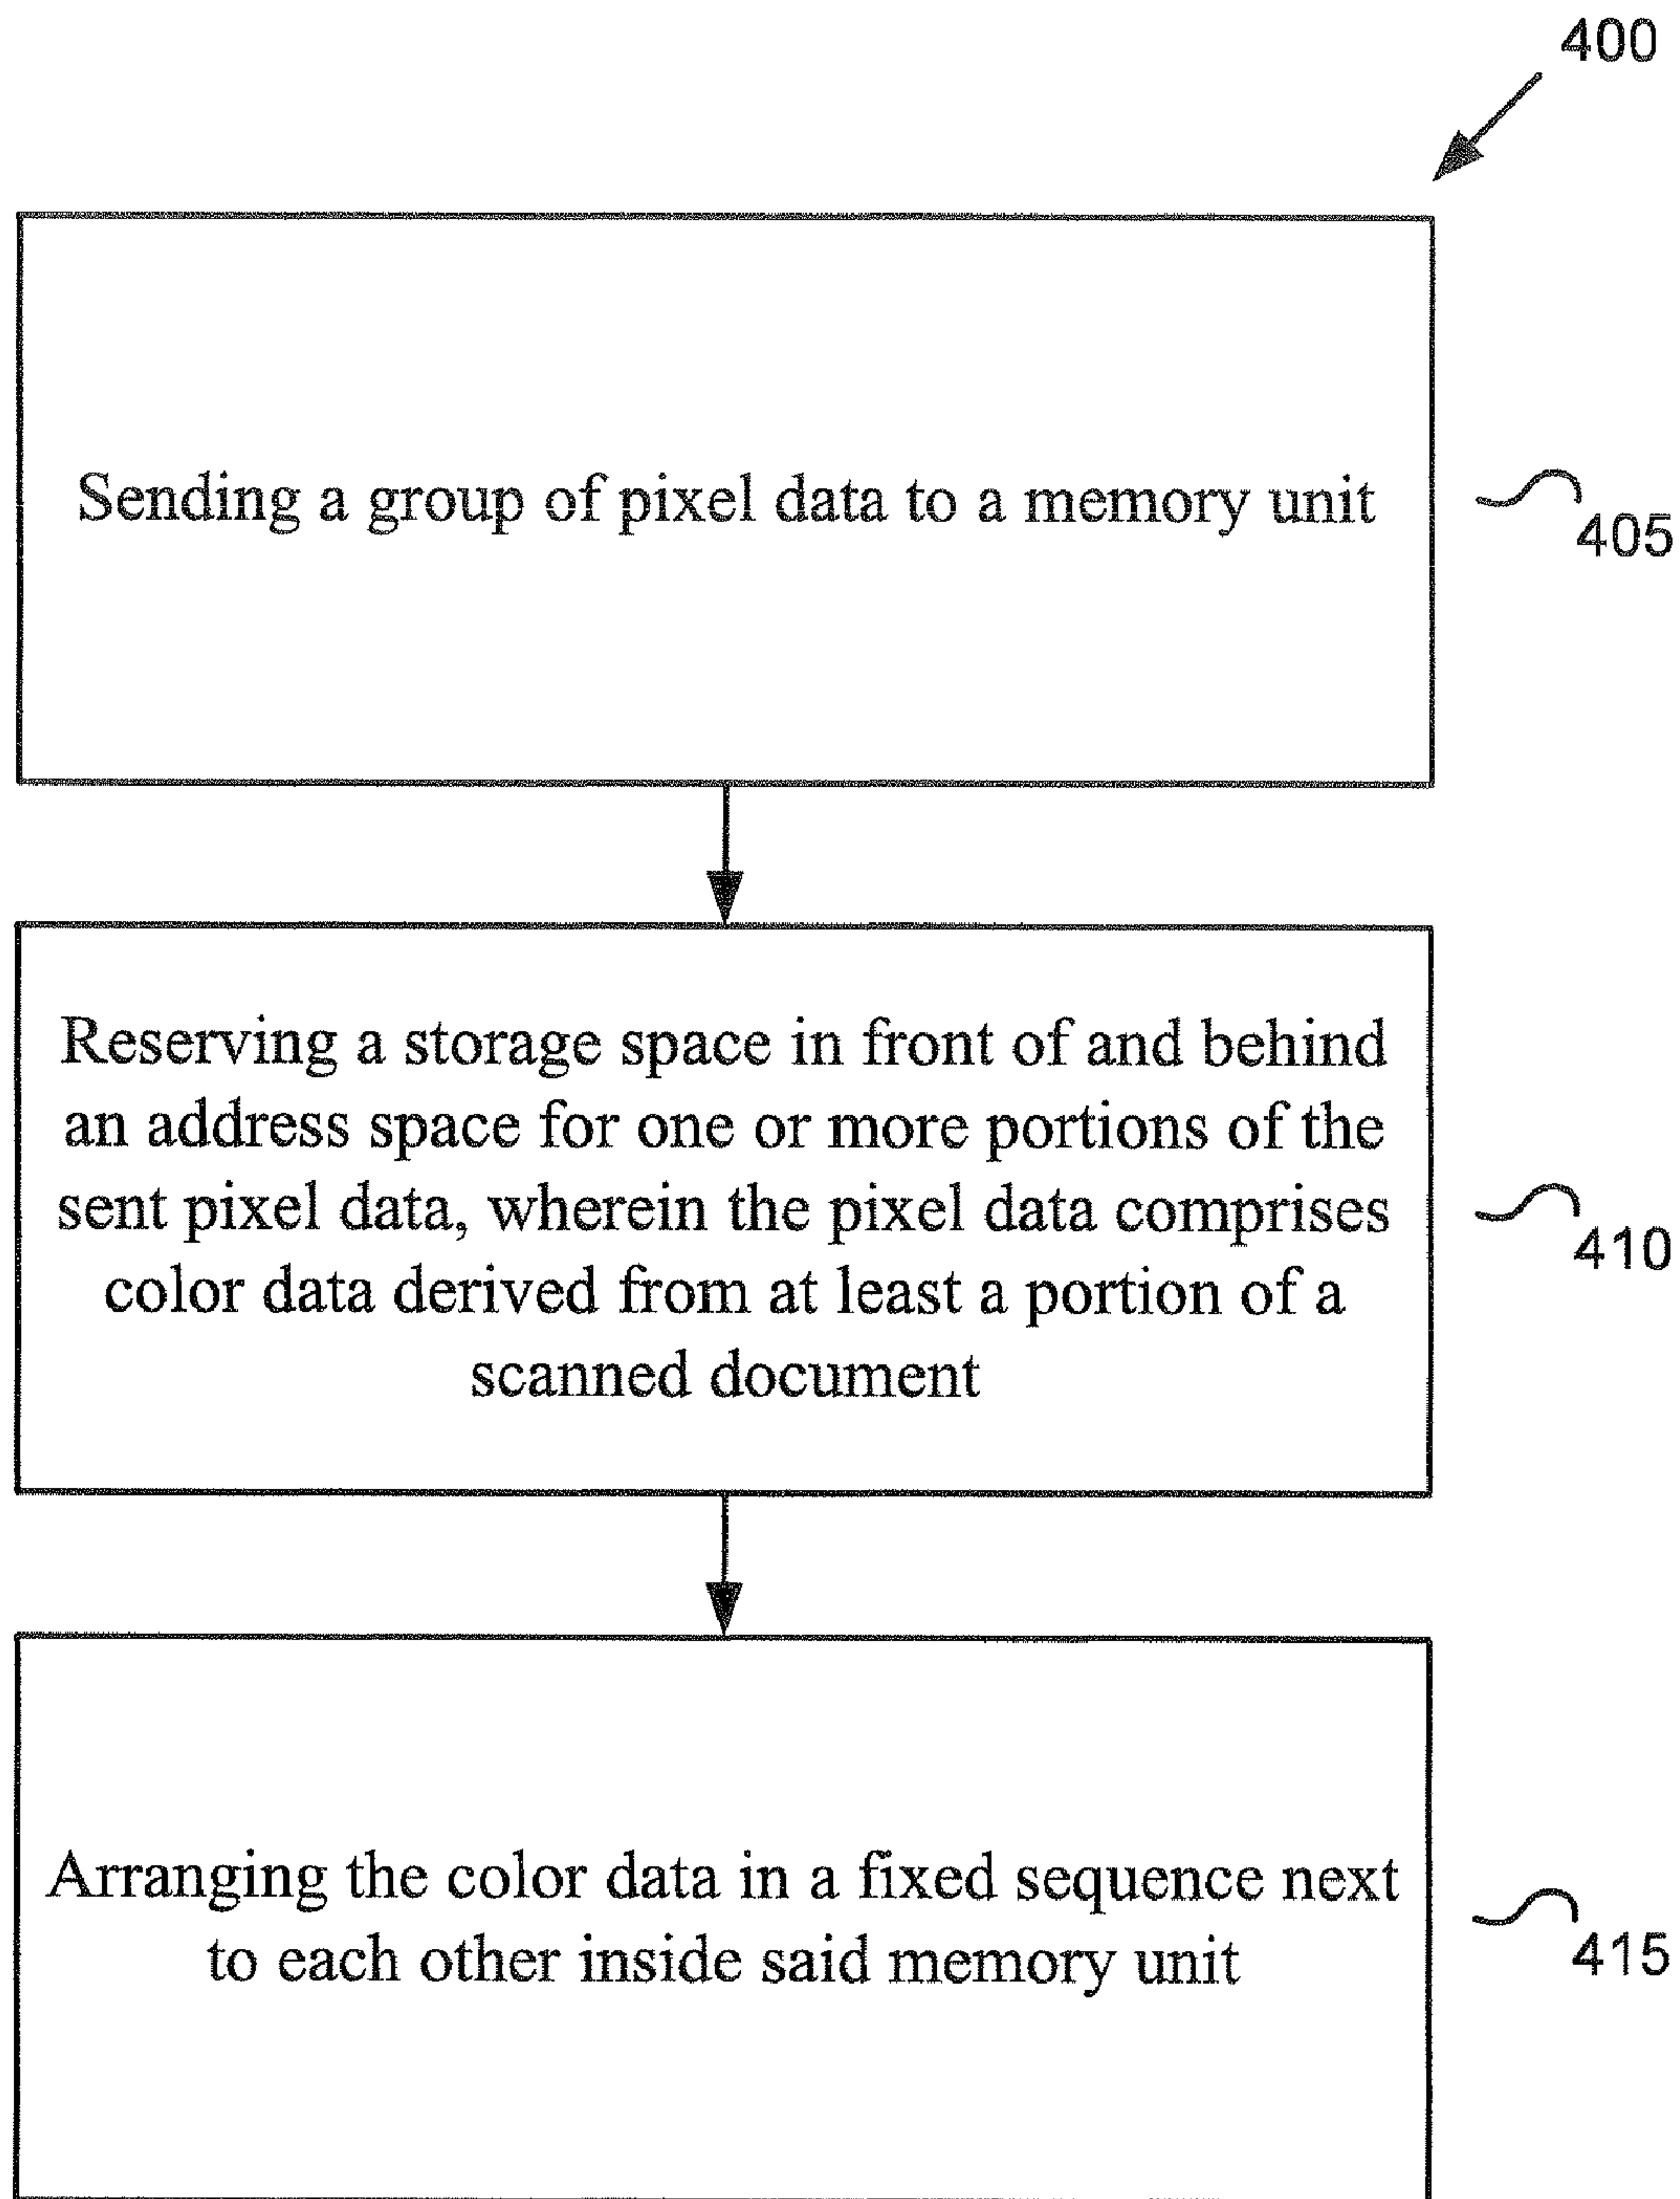 400
Sending a group of pixel data to a memory unit
405
Reserving a storage space in front of and behind
an address space for one or more portions of the
sent pixel data, wherein the pixel data comprises
color data derived from at least a portion of a
scanned document
410
Arranging the color data in a fixed sequence next
to each other inside said memory unit
415